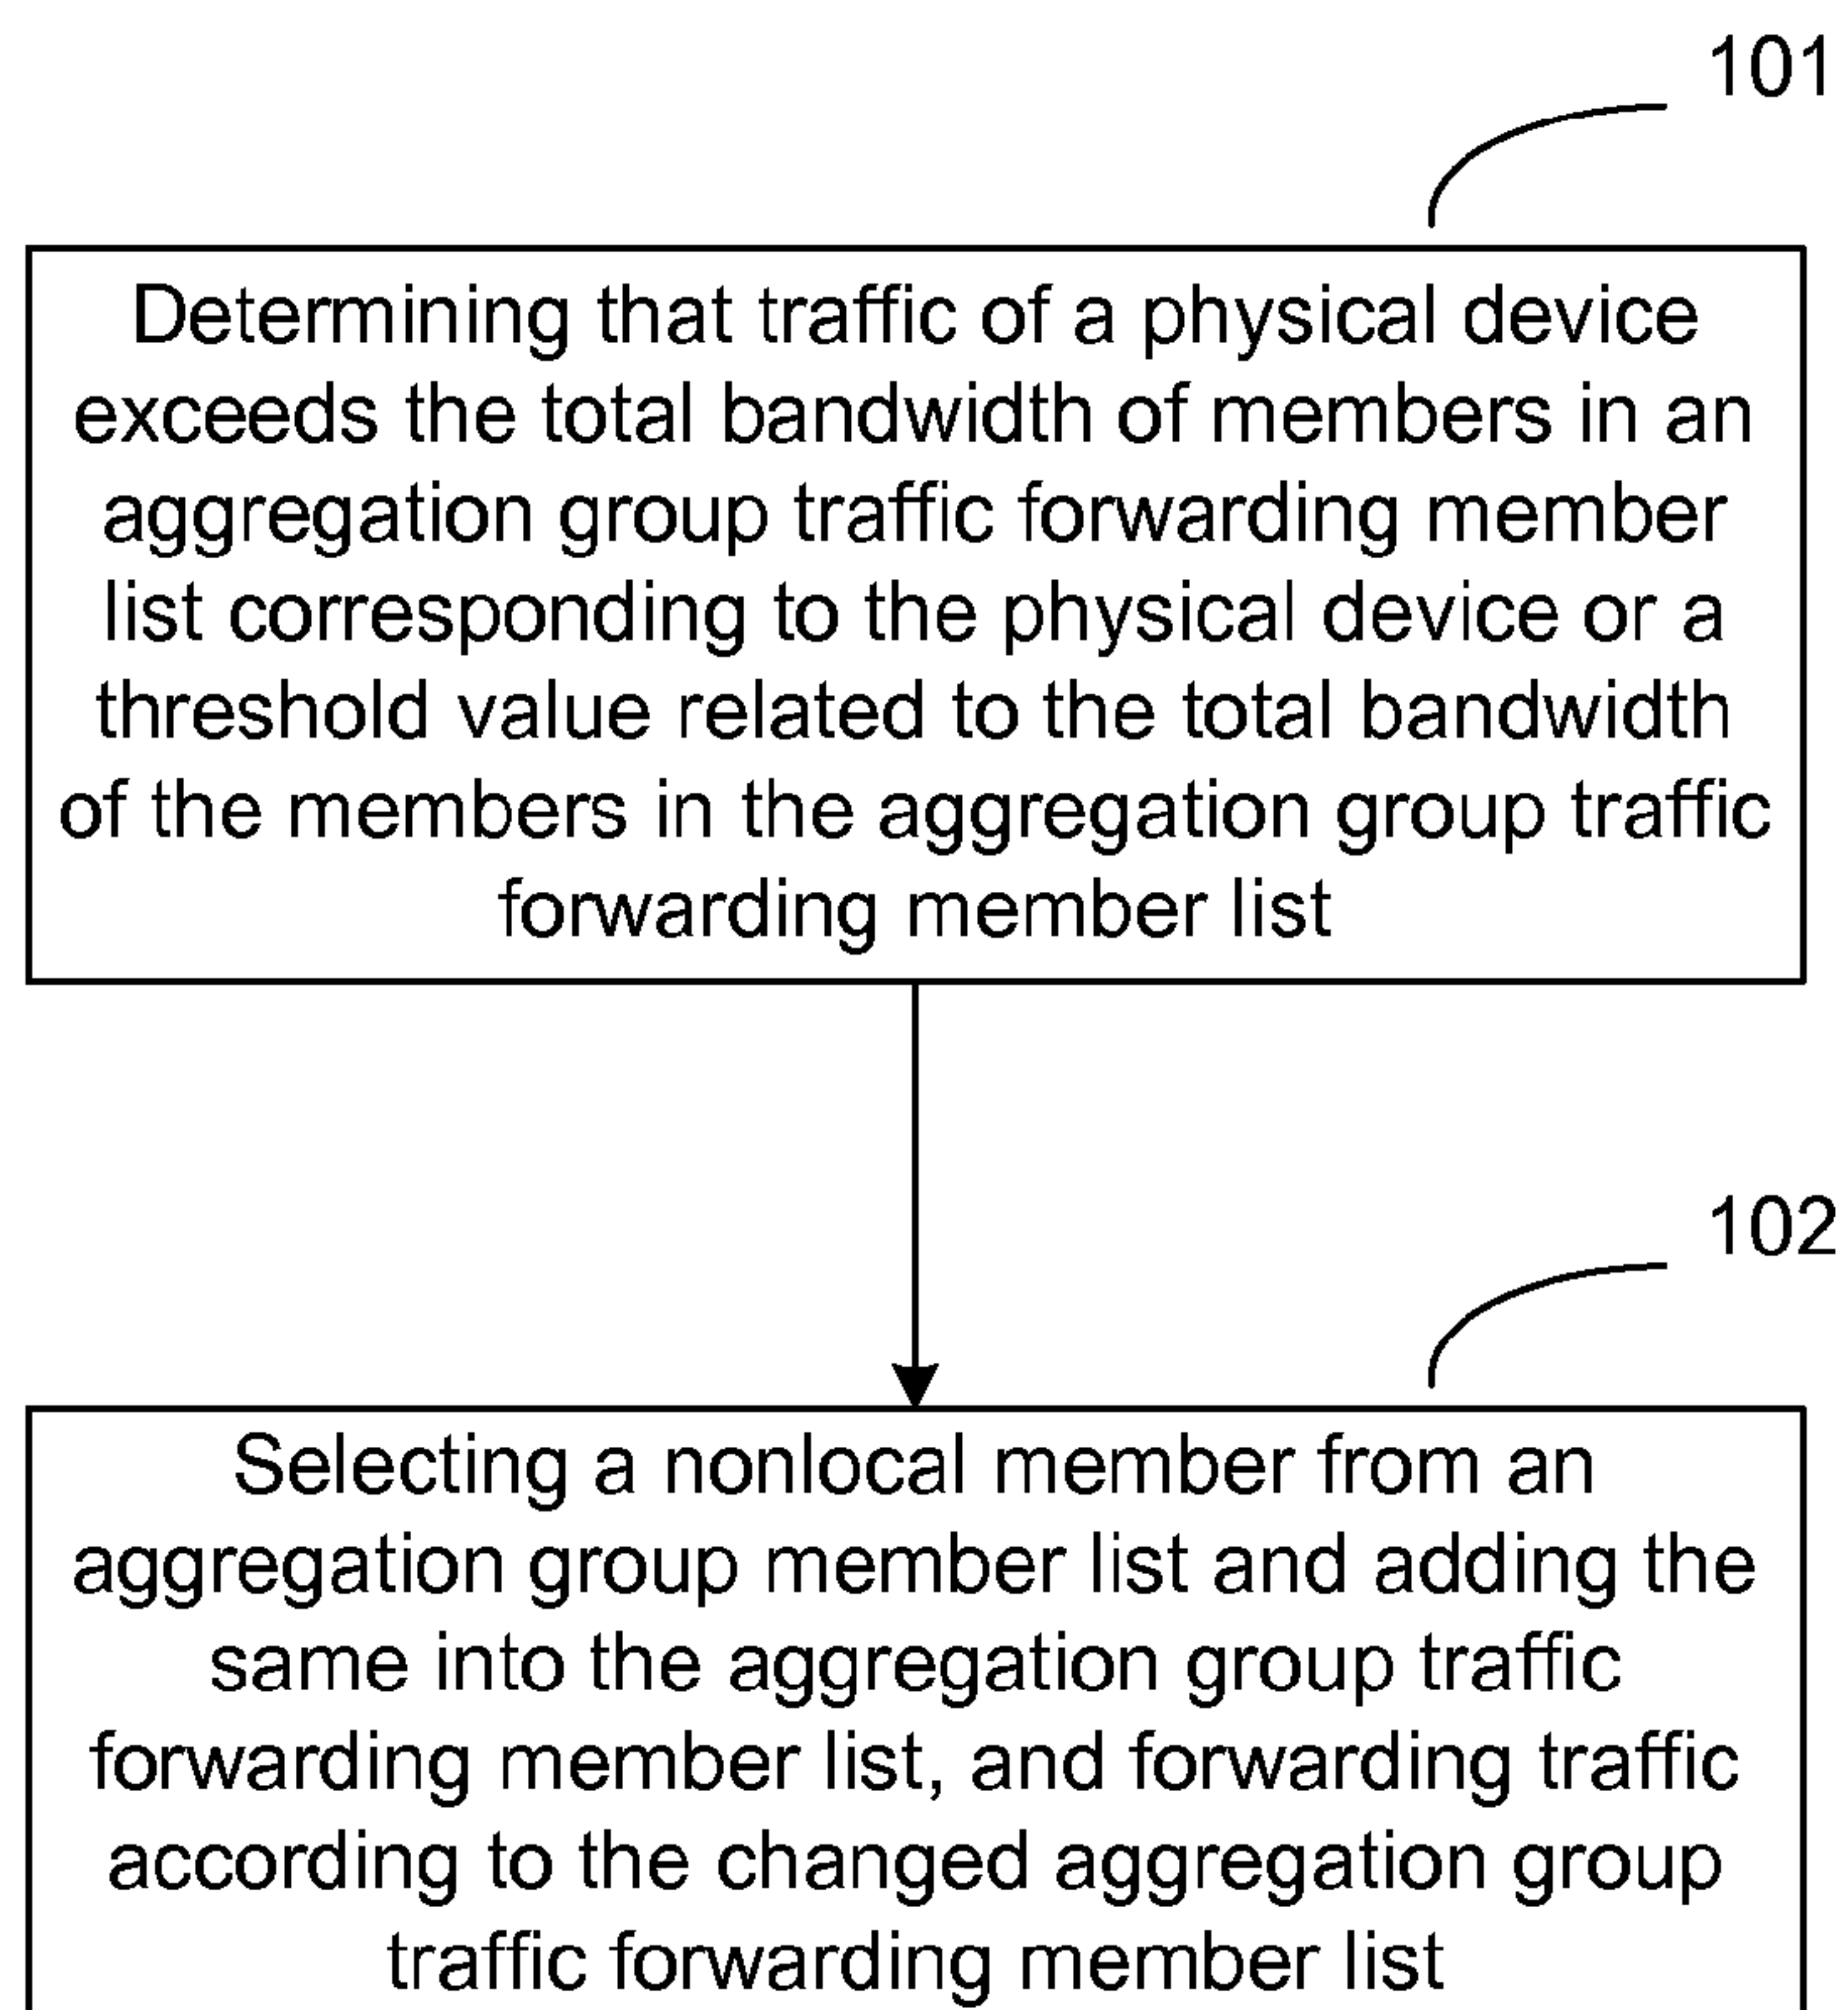 101
Determining that traffic of a physical device
exceeds the total bandwidth of members in an
aggregation group traffic forwarding member
list corresponding to the physical device or a
threshold value related to the total bandwidth
of the members in the aggregation group traffic
forwarding member list
102
Selecting a nonlocal member from an
aggregation group member list and adding the
same into the aggregation group traffic
forwarding member list, and forwarding traffic
according to the changed aggregation group
traffic forwarding member list